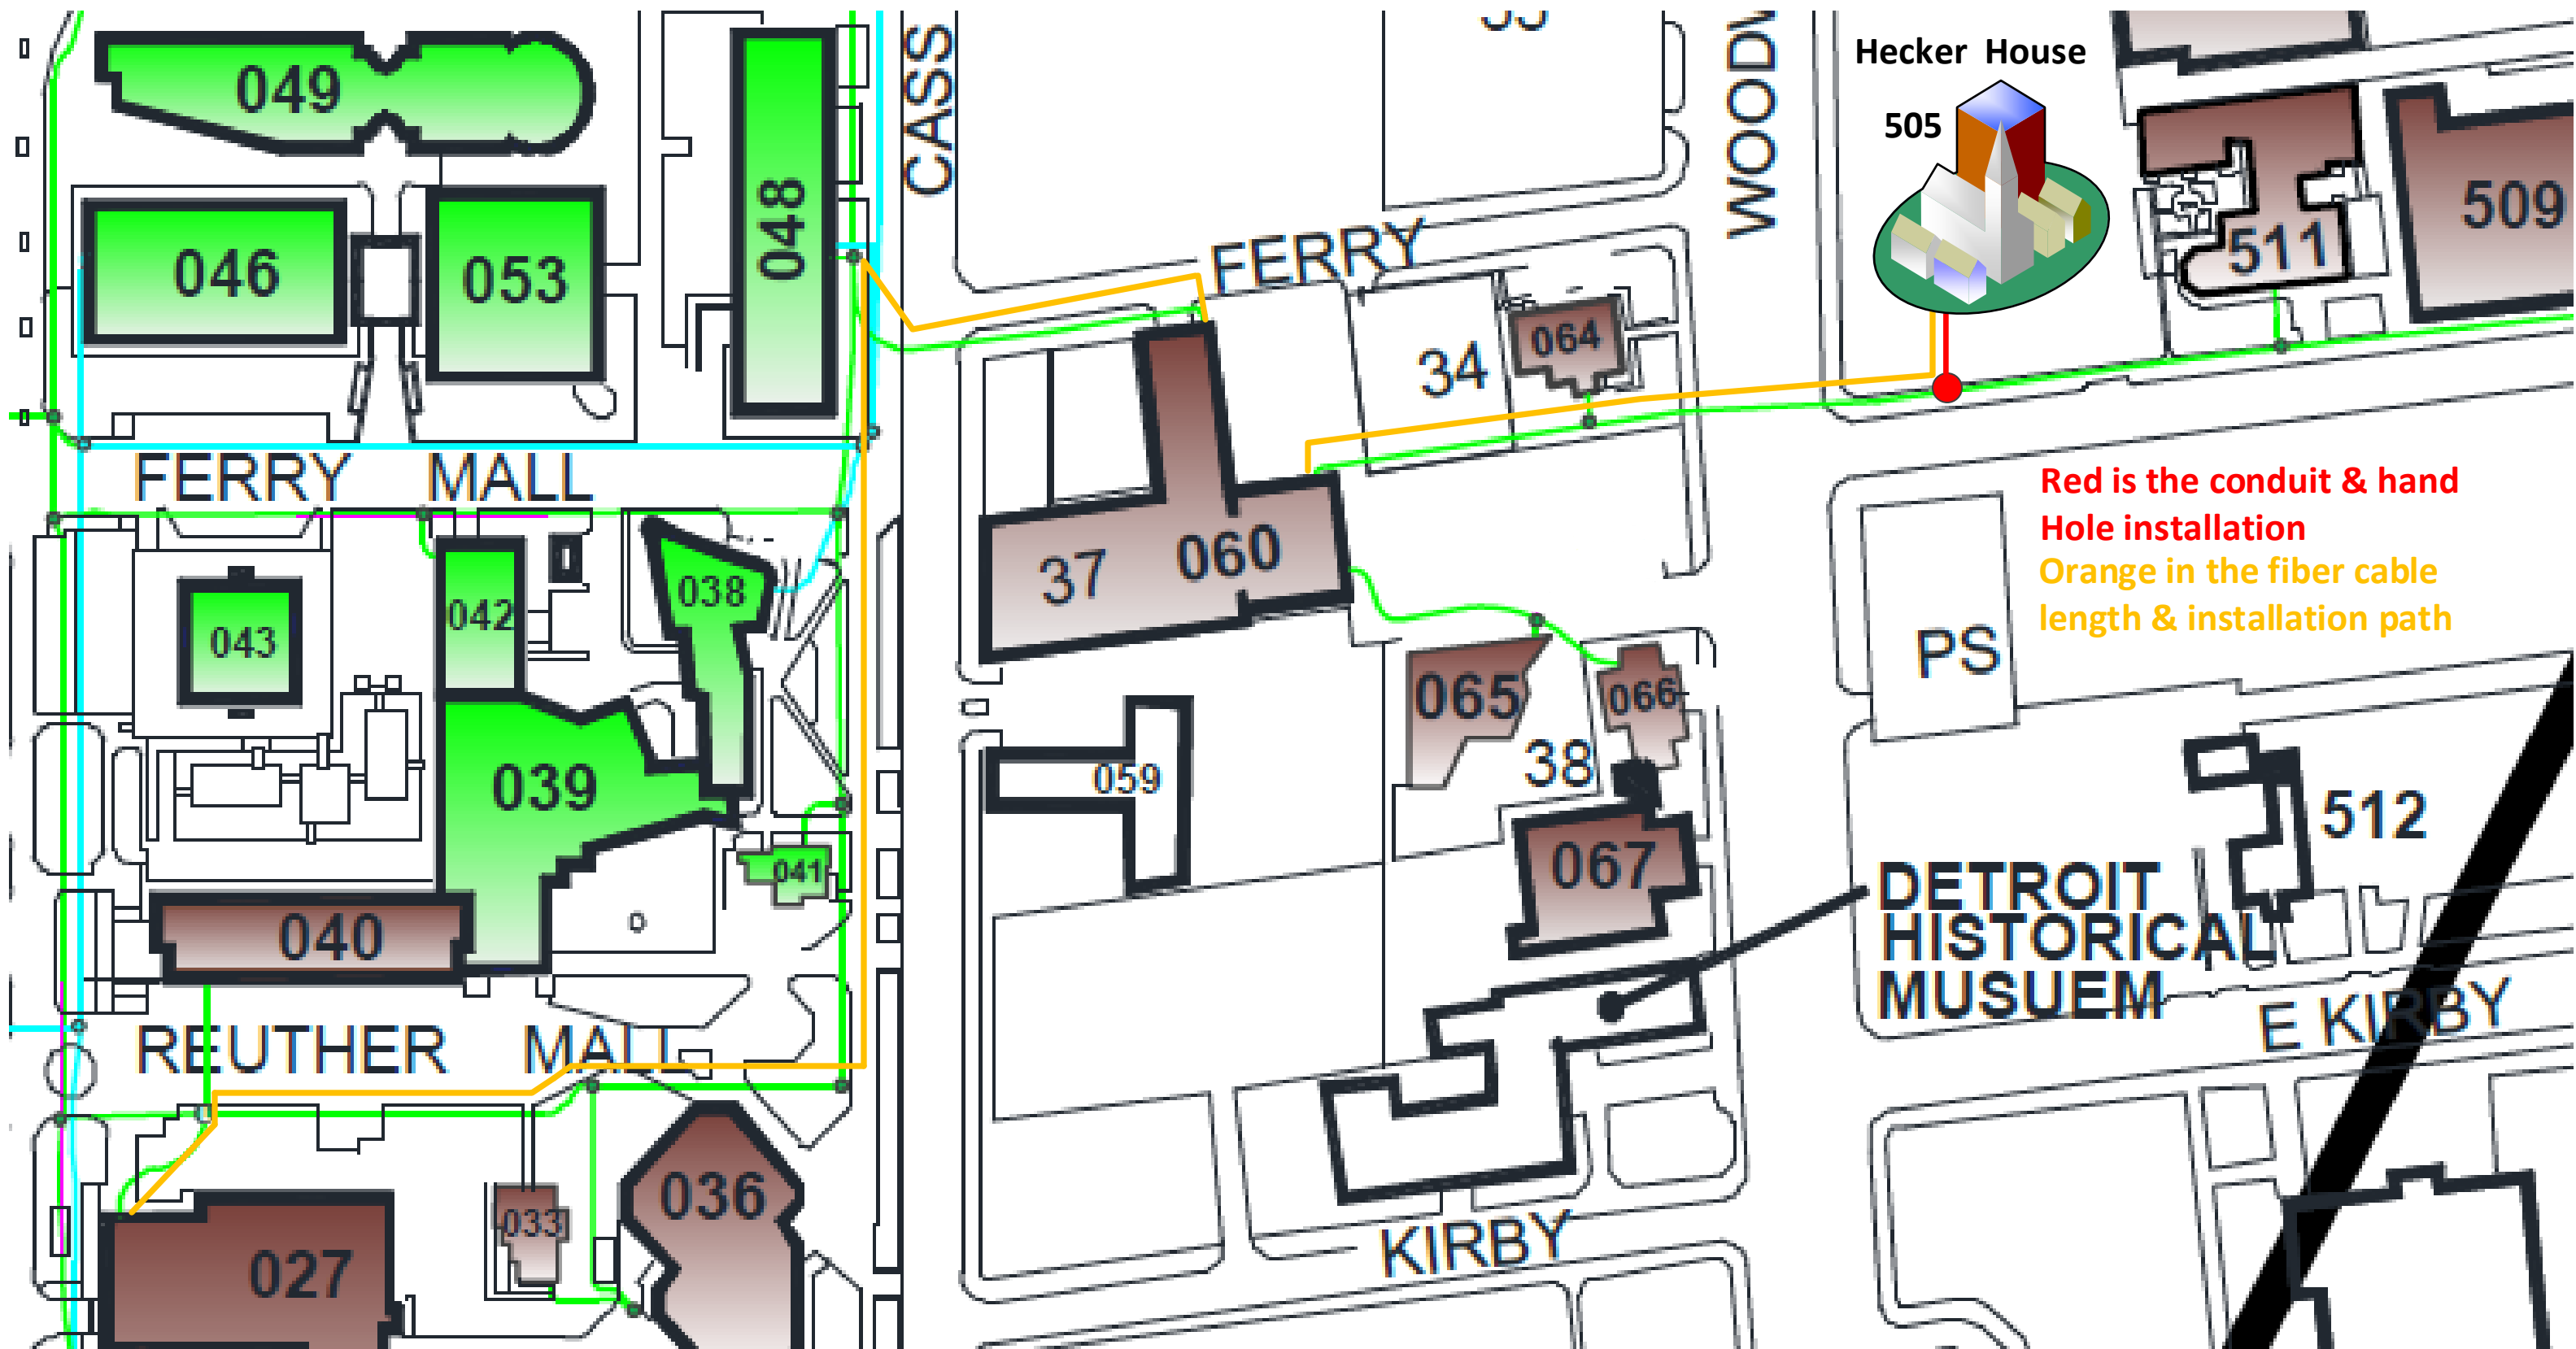 Hecker House
505
049
048
CASS
046
053
509
511
FERRY
064
34
FERRY MALL
Red is the conduit & hand
Hole installation
Orange in the fiber cable
length & installation path
37
060
038
042
043
PS
065
066
38
059
039
512
067
041
DETROIT
HISTORICAL
MUSUEM
040
E KIRBY
REUTHER MALL
036
033
KIRBY
027